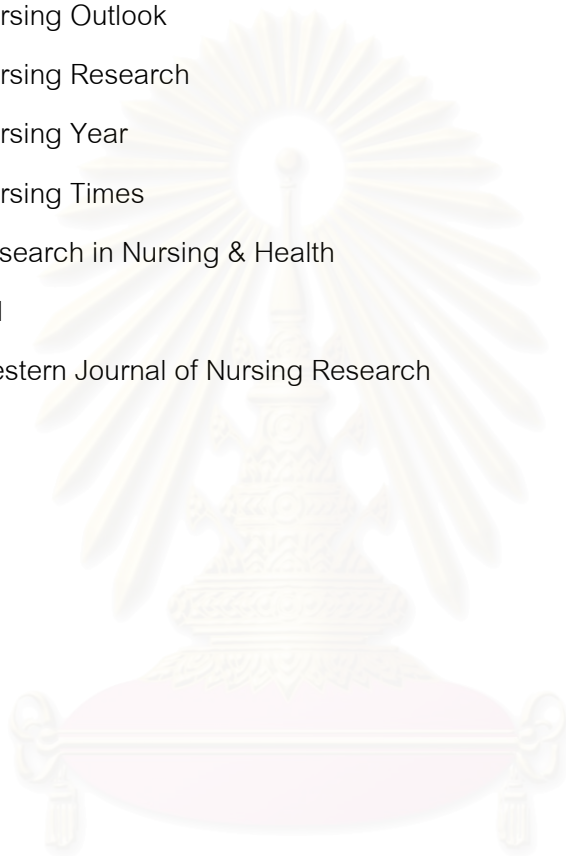 rsing Outlook
rsing Research
rsing Year
rsing Times
search in Nursing & Health
estern Journal of Nursing Research